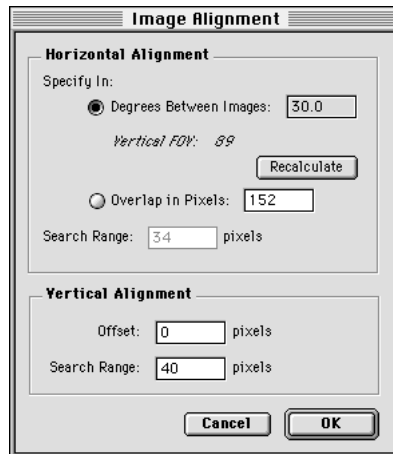 Image Alignment
Horizontal Alignment
Specify In:
Degrees Between Images: 30.0
Vertical FOV: 89
Recalculate
Overlap in Pixels: 152
Search Range: 34 pixels
Vertical Alignment
Offset: 0 pixels
Search Range: 40 pixels
Cancel OK